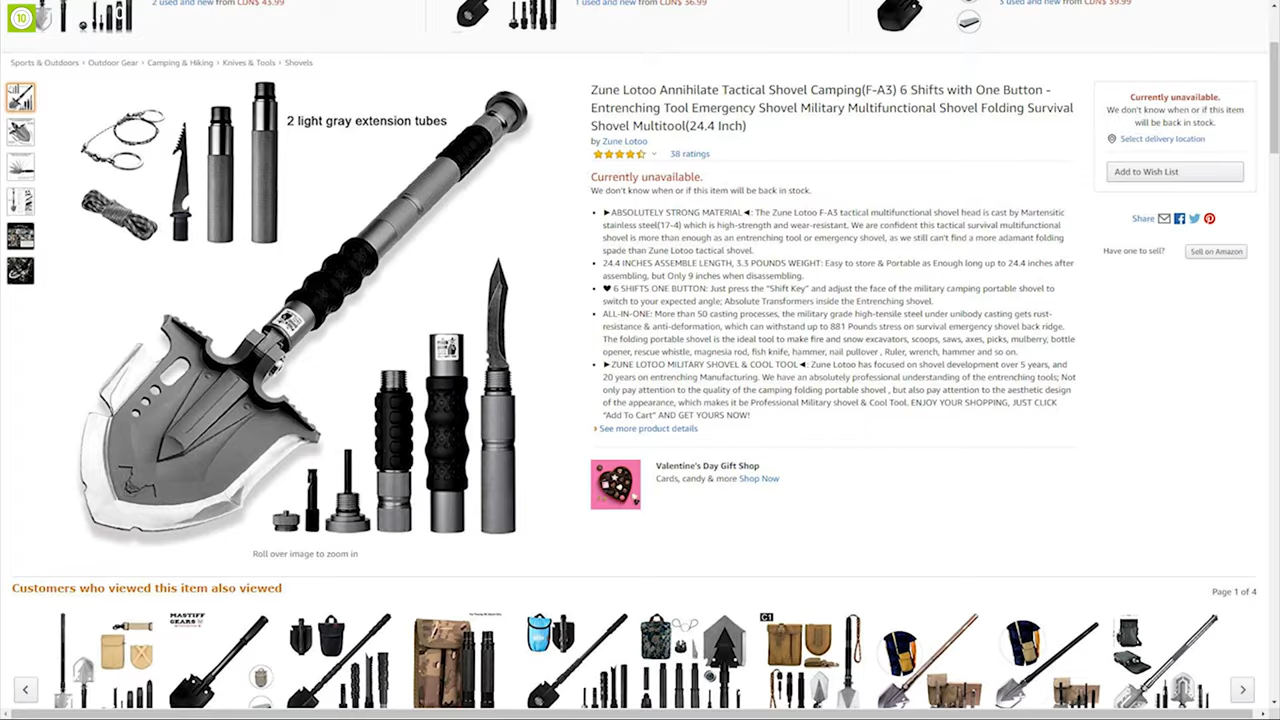 10
2 used and new from CDN$ 43.99
1 used and new from CDN$ 36.99
3 used and new from CDN$ 39.99
Sports & Outdoors › Outdoor Gear › Camping & Hiking › Knives & Tools › Shovels
2 light gray extension tubes
Roll over image to zoom in
Zune Lotoo Annihilate Tactical Shovel Camping(F-A3) 6 Shifts with One Button -
Entrenching Tool Emergency Shovel Military Multifunctional Shovel Folding Survival
Shovel Multitool(24.4 Inch)
by Zune Lotoo
38 ratings
Currently unavailable.
We don't know when or if this item will be back in stock.
• ►ABSOLUTELY STRONG MATERIAL◄: The Zune Lotoo F-A3 tactical multifunctional shovel head is cast by Martensitic
stainless steel(17-4) which is high-strength and wear-resistant. We are confident this tactical survival multifunctional
shovel is more than enough as an entrenching tool or emergency shovel, as we still can't find a more adamant folding
spade than Zune Lotoo tactical shovel.
• 24.4 INCHES ASSEMBLE LENGTH, 3.3 POUNDS WEIGHT: Easy to store & Portable as Enough long up to 24.4 inches after
assembling, but Only 9 inches when disassembling.
• ♥ 6 SHIFTS ONE BUTTON: Just press the "Shift Key" and adjust the face of the military camping portable shovel to
switch to your expected angle; Absolute Transformers inside the Entrenching shovel.
• ALL-IN-ONE: More than 50 casting processes, the military grade high-tensile steel under unibody casting gets rust-
resistance & anti-deformation, which can withstand up to 881 Pounds stress on survival emergency shovel back ridge.
The folding portable shovel is the ideal tool to make fire and snow excavators, scoops, saws, axes, picks, mulberry, bottle
opener, rescue whistle, magnesia rod, fish knife, hammer, nail pullover , Ruler, wrench, hammer and so on.
• ►ZUNE LOTOO MILITARY SHOVEL & COOL TOOL◄: Zune Lotoo has focused on shovel development over 5 years, and
20 years on entrenching Manufacturing. We have an absolutely professional understanding of the entrenching tools; Not
only pay attention to the quality of the camping folding portable shovel , but also pay attention to the aesthetic design
of the appearance, which makes it Professional Military shovel & Cool Tool. ENJOY YOUR SHOPPING, JUST CLICK
"Add To Cart" AND GET YOURS NOW!
› See more product details
Valentine's Day Gift Shop
Cards, candy & more Shop Now
Currently unavailable.
We don't know when or if this item
will be back in stock.
Select delivery location
Add to Wish List
Share
Have one to sell?
Sell on Amazon
Customers who viewed this item also viewed
Page 1 of 4
MASTIFF
GEARS
C1